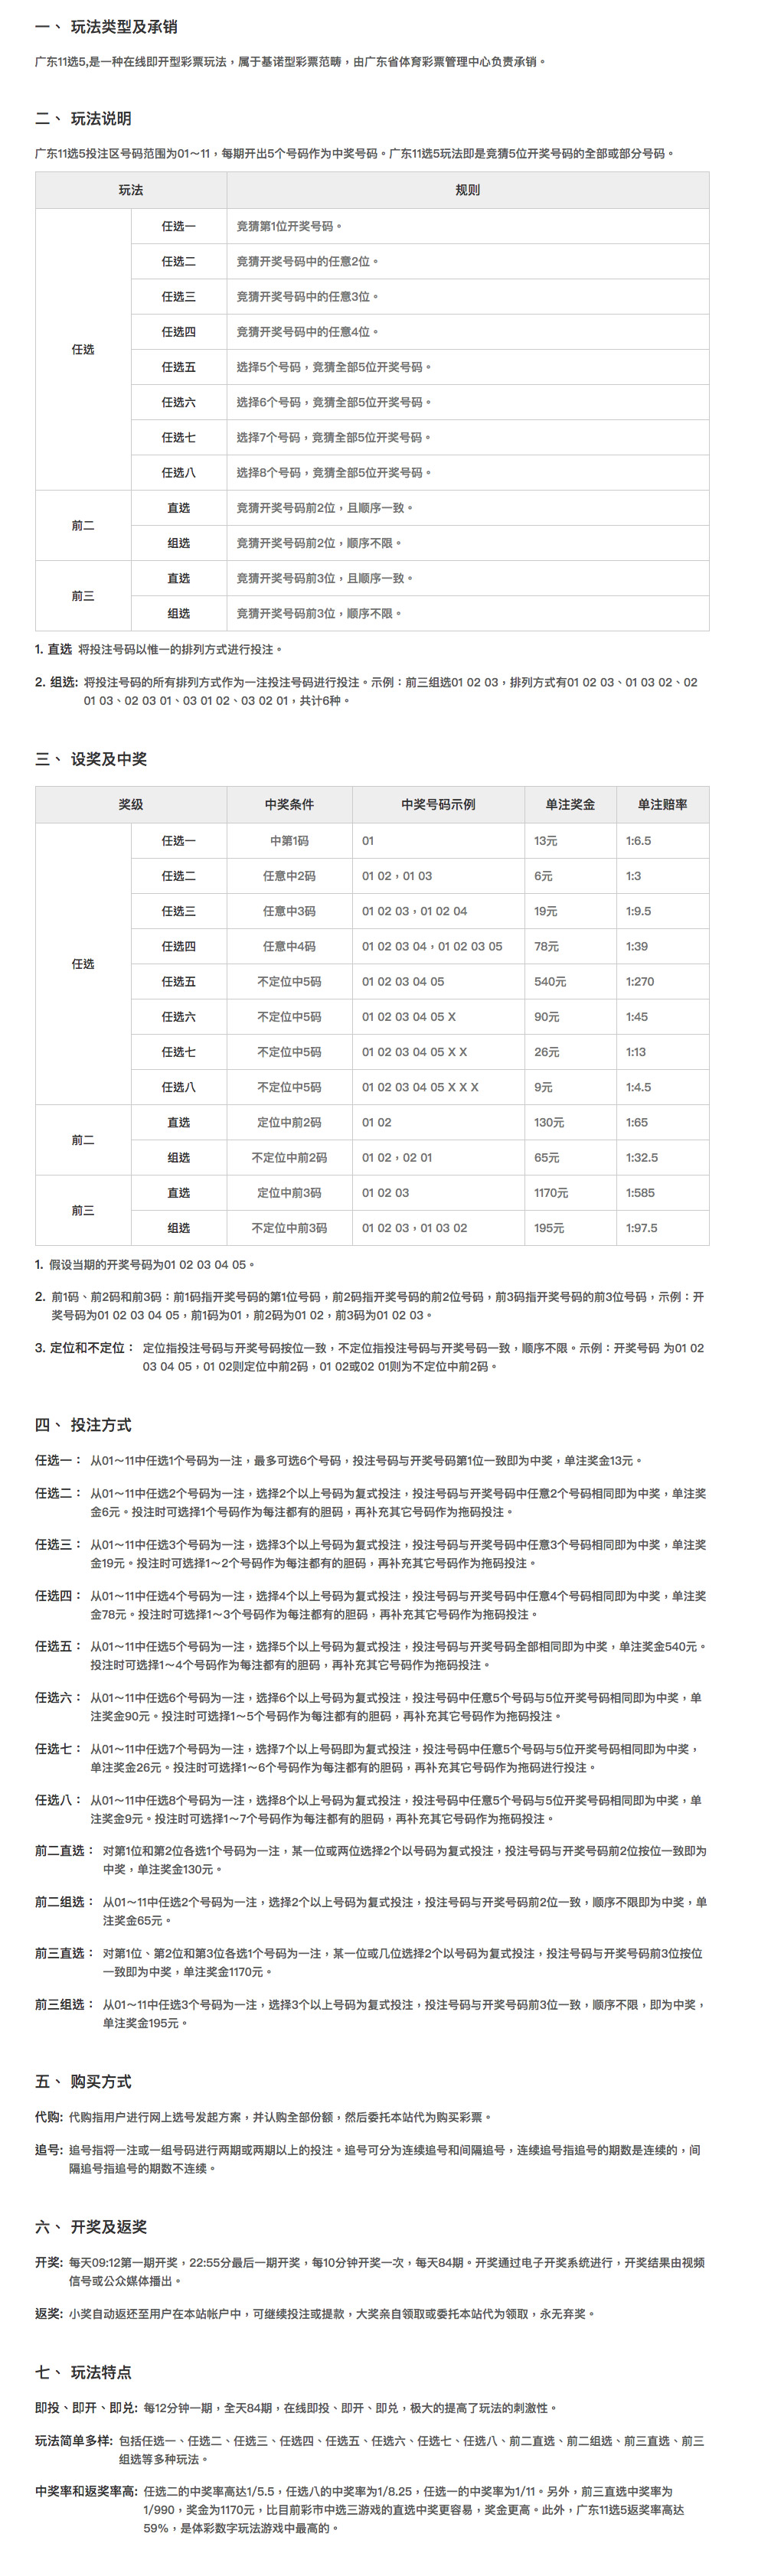 一、 玩法类型及承销
广东11选5,是一种在线即开型彩票玩法，属于基诺型彩票范畴，由广东省体育彩票管理中心负责承销。
二、 玩法说明
广东11选5投注区号码范围为01～11，每期开出5个号码作为中奖号码。广东11选5玩法即是竞猜5位开奖号码的全部或部分号码。
玩法 规则
任选
任选一 竞猜第1位开奖号码。
任选二 竞猜开奖号码中的任意2位。
任选三 竞猜开奖号码中的任意3位。
任选四 竞猜开奖号码中的任意4位。
任选五 选择5个号码，竞猜全部5位开奖号码。
任选六 选择6个号码，竞猜全部5位开奖号码。
任选七 选择7个号码，竞猜全部5位开奖号码。
任选八 选择8个号码，竞猜全部5位开奖号码。
前二
直选 竞猜开奖号码前2位，且顺序一致。
组选 竞猜开奖号码前2位，顺序不限。
前三
直选 竞猜开奖号码前3位，且顺序一致。
组选 竞猜开奖号码前3位，顺序不限。
1. 直选 将投注号码以惟一的排列方式进行投注。
2. 组选: 将投注号码的所有排列方式作为一注投注号码进行投注。示例：前三组选01 02 03，排列方式有01 02 03、01 03 02、02
01 03、02 03 01、03 01 02、03 02 01，共计6种。
三、 设奖及中奖
奖级 中奖条件 中奖号码示例 单注奖金 单注赔率
任选
任选一 中第1码 01 13元 1:6.5
任选二 任意中2码 01 02，01 03 6元 1:3
任选三 任意中3码 01 02 03，01 02 04 19元 1:9.5
任选四 任意中4码 01 02 03 04，01 02 03 05 78元 1:39
任选五 不定位中5码 01 02 03 04 05 540元 1:270
任选六 不定位中5码 01 02 03 04 05 X 90元 1:45
任选七 不定位中5码 01 02 03 04 05 X X 26元 1:13
任选八 不定位中5码 01 02 03 04 05 X X X 9元 1:4.5
前二
直选 定位中前2码 01 02 130元 1:65
组选 不定位中前2码 01 02，02 01 65元 1:32.5
前三
直选 定位中前3码 01 02 03 1170元 1:585
组选 不定位中前3码 01 02 03，01 03 02 195元 1:97.5
1. 假设当期的开奖号码为01 02 03 04 05。
2. 前1码、前2码和前3码：前1码指开奖号码的第1位号码，前2码指开奖号码的前2位号码，前3码指开奖号码的前3位号码，示例：开
奖号码为01 02 03 04 05，前1码为01，前2码为01 02，前3码为01 02 03。
3. 定位和不定位： 定位指投注号码与开奖号码按位一致，不定位指投注号码与开奖号码一致，顺序不限。示例：开奖号码 为01 02
03 04 05，01 02则定位中前2码，01 02或02 01则为不定位中前2码。
四、 投注方式
任选一： 从01～11中任选1个号码为一注，最多可选6个号码，投注号码与开奖号码第1位一致即为中奖，单注奖金13元。
任选二： 从01～11中任选2个号码为一注，选择2个以上号码为复式投注，投注号码与开奖号码中任意2个号码相同即为中奖，单注奖
金6元。投注时可选择1个号码作为每注都有的胆码，再补充其它号码作为拖码投注。
任选三： 从01～11中任选3个号码为一注，选择3个以上号码为复式投注，投注号码与开奖号码中任意3个号码相同即为中奖，单注奖
金19元。投注时可选择1～2个号码作为每注都有的胆码，再补充其它号码作为拖码投注。
任选四： 从01～11中任选4个号码为一注，选择4个以上号码为复式投注，投注号码与开奖号码中任意4个号码相同即为中奖，单注奖
金78元。投注时可选择1～3个号码作为每注都有的胆码，再补充其它号码作为拖码投注。
任选五： 从01～11中任选5个号码为一注，选择5个以上号码为复式投注，投注号码与开奖号码全部相同即为中奖，单注奖金540元。
投注时可选择1～4个号码作为每注都有的胆码，再补充其它号码作为拖码投注。
任选六： 从01～11中任选6个号码为一注，选择6个以上号码为复式投注，投注号码中任意5个号码与5位开奖号码相同即为中奖，单
注奖金90元。投注时可选择1～5个号码作为每注都有的胆码，再补充其它号码作为拖码投注。
任选七： 从01～11中任选7个号码为一注，选择7个以上号码即为复式投注，投注号码中任意5个号码与5位开奖号码相同即为中奖，
单注奖金26元。投注时可选择1～6个号码作为每注都有的胆码，再补充其它号码作为拖码进行投注。
任选八： 从01～11中任选8个号码为一注，选择8个以上号码为复式投注，投注号码中任意5个号码与5位开奖号码相同即为中奖，单
注奖金9元。投注时可选择1～7个号码作为每注都有的胆码，再补充其它号码作为拖码投注。
前二直选： 对第1位和第2位各选1个号码为一注，某一位或两位选择2个以号码为复式投注，投注号码与开奖号码前2位按位一致即为
中奖，单注奖金130元。
前二组选： 从01～11中任选2个号码为一注，选择2个以上号码为复式投注，投注号码与开奖号码前2位一致，顺序不限即为中奖，单
注奖金65元。
前三直选： 对第1位、第2位和第3位各选1个号码为一注，某一位或几位选择2个以号码为复式投注，投注号码与开奖号码前3位按位
一致即为中奖，单注奖金1170元。
前三组选： 从01～11中任选3个号码为一注，选择3个以上号码为复式投注，投注号码与开奖号码前3位一致，顺序不限，即为中奖，
单注奖金195元。
五、 购买方式
代购: 代购指用户进行网上选号发起方案，并认购全部份额，然后委托本站代为购买彩票。
追号: 追号指将一注或一组号码进行两期或两期以上的投注。追号可分为连续追号和间隔追号，连续追号指追号的期数是连续的，间
隔追号指追号的期数不连续。
六、 开奖及返奖
开奖: 每天09:12第一期开奖，22:55分最后一期开奖，每10分钟开奖一次，每天84期。开奖通过电子开奖系统进行，开奖结果由视频
信号或公众媒体播出。
返奖: 小奖自动返还至用户在本站帐户中，可继续投注或提款，大奖亲自领取或委托本站代为领取，永无弃奖。
七、 玩法特点
即投、即开、即兑: 每12分钟一期，全天84期，在线即投、即开、即兑，极大的提高了玩法的刺激性。
玩法简单多样: 包括任选一、任选二、任选三、任选四、任选五、任选六、任选七、任选八、前二直选、前二组选、前三直选、前三
组选等多种玩法。
中奖率和返奖率高: 任选二的中奖率高达1/5.5，任选八的中奖率为1/8.25，任选一的中奖率为1/11。另外，前三直选中奖率为
1/990，奖金为1170元，比目前彩市中选三游戏的直选中奖更容易，奖金更高。此外，广东11选5返奖率高达
59%，是体彩数字玩法游戏中最高的。